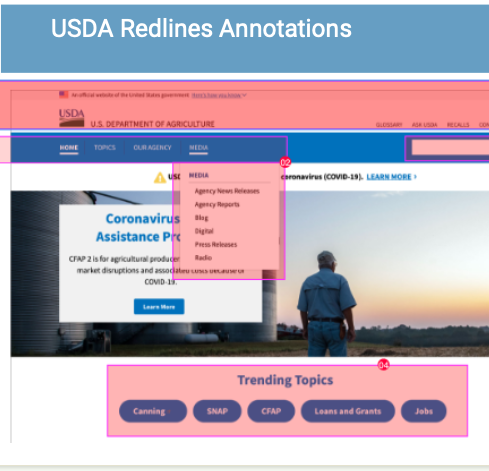 USDA Redlines Annotations
An official website of the United States government Here's how you know
USDA
U.S. DEPARTMENT OF AGRICULTURE
GLOSSARY ASK USDA RECALLS CON
HOME TOPICS OUR AGENCY MEDIA
02
USD
MEDIA
coronavirus (COVID-19). LEARN MORE ›
Agency News Releases
Agency Reports
Blog
Digital
Press Releases
Radio
Coronavirus
Assistance Pro
CFAP 2 is for agricultural producer
market disruptions and associated costs because of
COVID-19.
Learn More
04
Trending Topics
Canning SNAP CFAP Loans and Grants Jobs